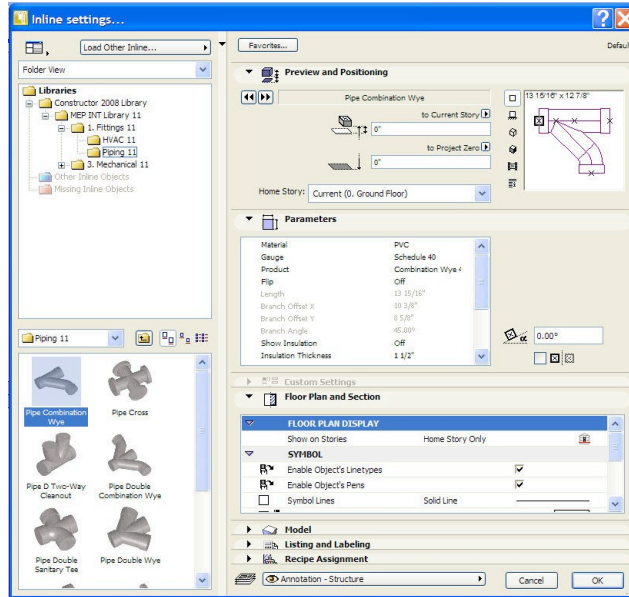 Inline settings...
Load Other Inline...
Folder View
Libraries
Constructor 2008 Library
MEP INT Library 11
1. Fittings 11
HVAC 11
Piping 11
3. Mechanical 11
Other Inline Objects
Missing Inline Objects
Piping 11
Pipe Combination Wye
Pipe Cross
Pipe D Two-Way Cleanout
Pipe Double Combination Wye
Pipe Double Sanitary Tee
Pipe Double Wye
Favorites...
Default
Preview and Positioning
Pipe Combination Wye
to Current Story
0"
to Project Zero
0"
Home Story: Current (0. Ground Floor)
13 15/16" x 12 7/8"
Parameters
Material PVC
Gauge Schedule 40
Product Combination Wye 4
Flip Off
Length 13 15/16"
Branch Offset X 10 3/8"
Branch Offset Y 8 5/8"
Branch Angle 45.00°
Show Insulation Off
Insulation Thickness 1 1/2"
α 0.00°
Custom Settings
Floor Plan and Section
FLOOR PLAN DISPLAY
Show on Stories Home Story Only
SYMBOL
Enable Object's Linetypes
Enable Object's Pens
Symbol Lines Solid Line
Model
Listing and Labeling
Recipe Assignment
Annotation - Structure
Cancel
OK